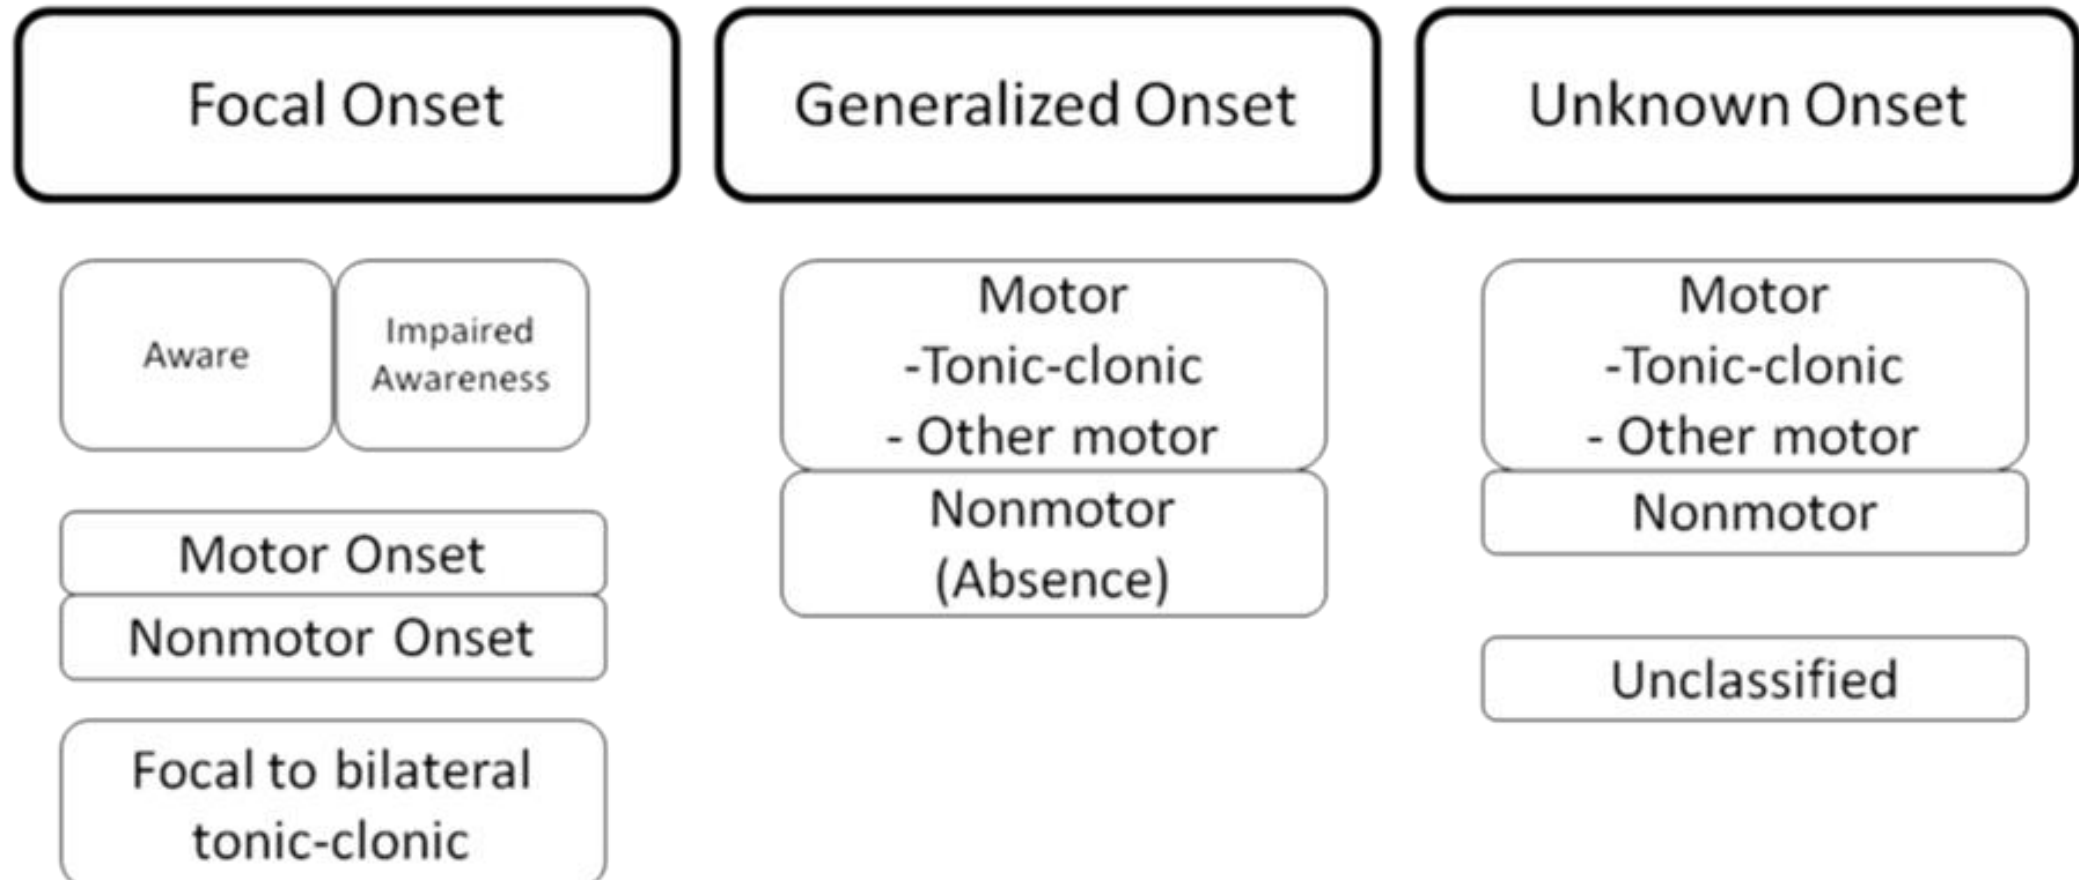 Focal Onset
Aware
Impaired
Awareness
Motor Onset
Nonmotor Onset
Focal to bilateral
tonic-clonic
Generalized Onset
Motor
-Tonic-clonic
- Other motor
Nonmotor
(Absence)
Unknown Onset
Motor
-Tonic-clonic
- Other motor
Nonmotor
Unclassified